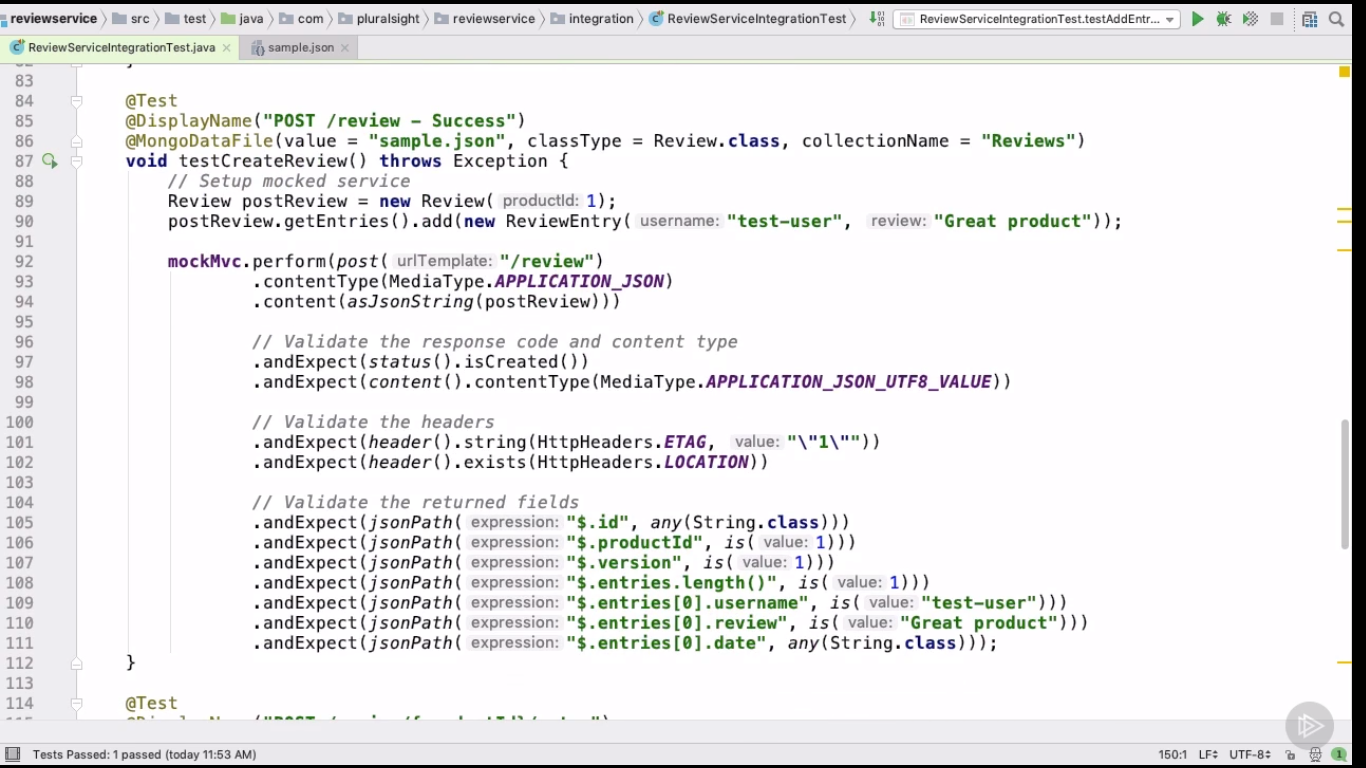 reviewservice src test java com pluralsight reviewservice integration ReviewServiceIntegrationTest ReviewServiceIntegrationTest.testAddEntr...
ReviewServiceIntegrationTest.java sample.json
83
84 @Test
85 @DisplayName("POST /review - Success")
86 @MongoDataFile(value = "sample.json", classType = Review.class, collectionName = "Reviews")
87 void testCreateReview() throws Exception {
88 // Setup mocked service
89 Review postReview = new Review( productId: 1);
90 postReview.getEntries().add(new ReviewEntry( username: "test-user", review: "Great product"));
91
92 mockMvc.perform(post( urlTemplate: "/review")
93 .contentType(MediaType.APPLICATION_JSON)
94 .content(asJsonString(postReview)))
95
96 // Validate the response code and content type
97 .andExpect(status().isCreated())
98 .andExpect(content().contentType(MediaType.APPLICATION_JSON_UTF8_VALUE))
99
100 // Validate the headers
101 .andExpect(header().string(HttpHeaders.ETAG, value: "\"1\""))
102 .andExpect(header().exists(HttpHeaders.LOCATION))
103
104 // Validate the returned fields
105 .andExpect(jsonPath( expression: "$.id", any(String.class)))
106 .andExpect(jsonPath( expression: "$.productId", is( value: 1)))
107 .andExpect(jsonPath( expression: "$.version", is( value: 1)))
108 .andExpect(jsonPath( expression: "$.entries.length()", is( value: 1)))
109 .andExpect(jsonPath( expression: "$.entries[0].username", is( value: "test-user")))
110 .andExpect(jsonPath( expression: "$.entries[0].review", is( value: "Great product")))
111 .andExpect(jsonPath( expression: "$.entries[0].date", any(String.class)));
112 }
113
114 @Test
Tests Passed: 1 passed (today 11:53 AM) 150:1 LF UTF-8 1